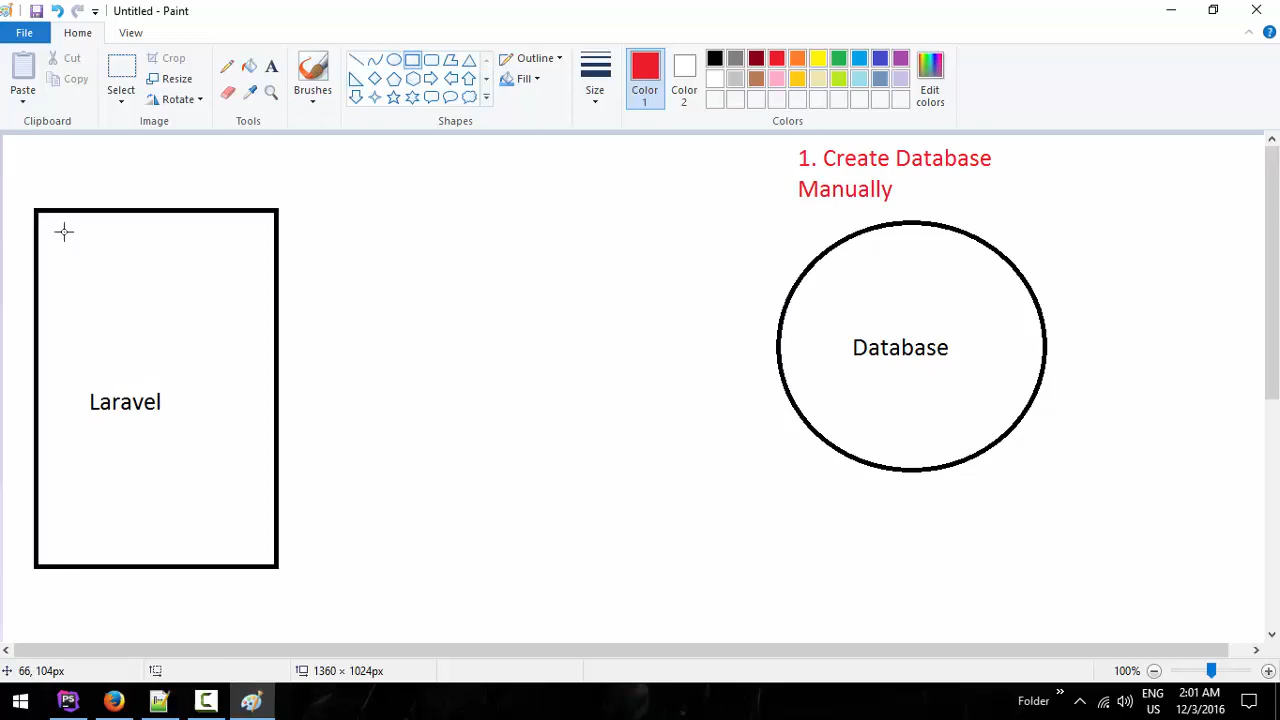 Untitled - Paint
File
Home
View
Paste
Cut
Copy
Clipboard
Select
Crop
Resize
Rotate
Image
A
Tools
Brushes
Outline
Fill
Shapes
Size
Color
1
Color
2
Edit
colors
Colors
1. Create Database
Manually
Laravel
Database
66, 104px
1360 × 1024px
100%
PS
Folder
ENG
US
2:01 AM
12/3/2016